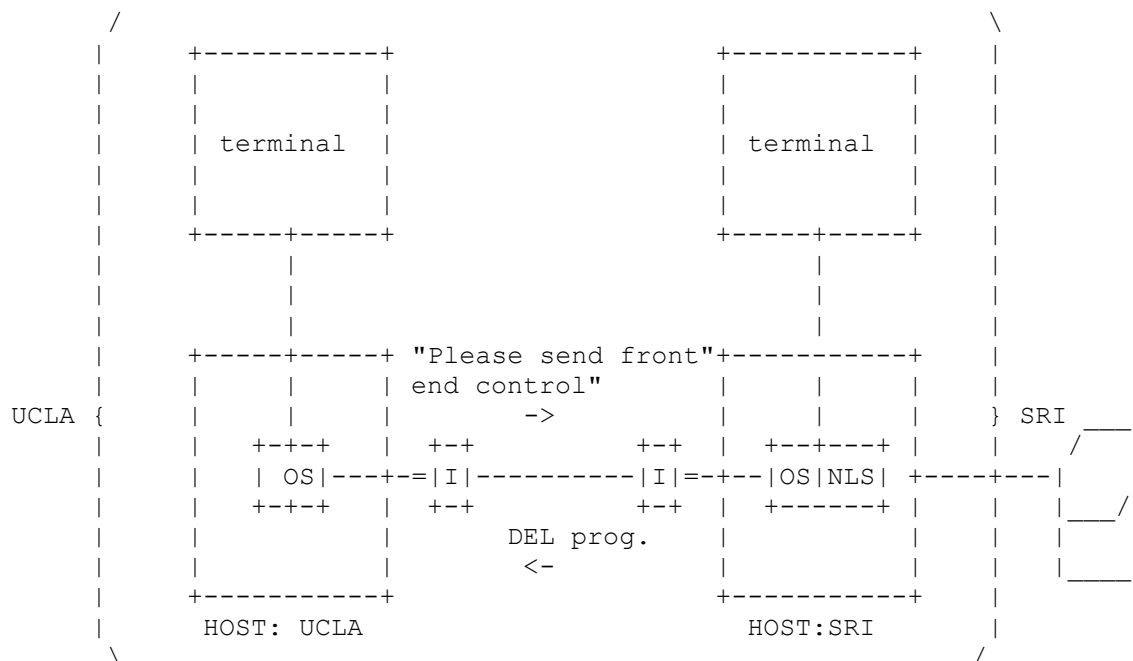 terminal terminal
"Please send front"
end control"
UCLA { -> } SRI
OS I I OS NLS
DEL prog.
<-
HOST: UCLA HOST:SRI